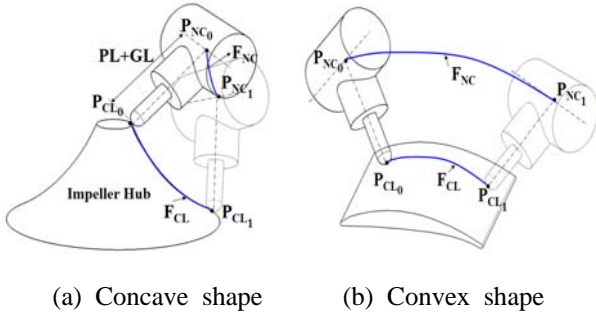 P_NC0
PL+GL
F_NC
P_NC1
P_CL0
Impeller Hub
F_CL
P_CL1
P_NC0
F_NC
P_NC1
P_CL0
F_CL
P_CL1
(a) Concave shape
(b) Convex shape